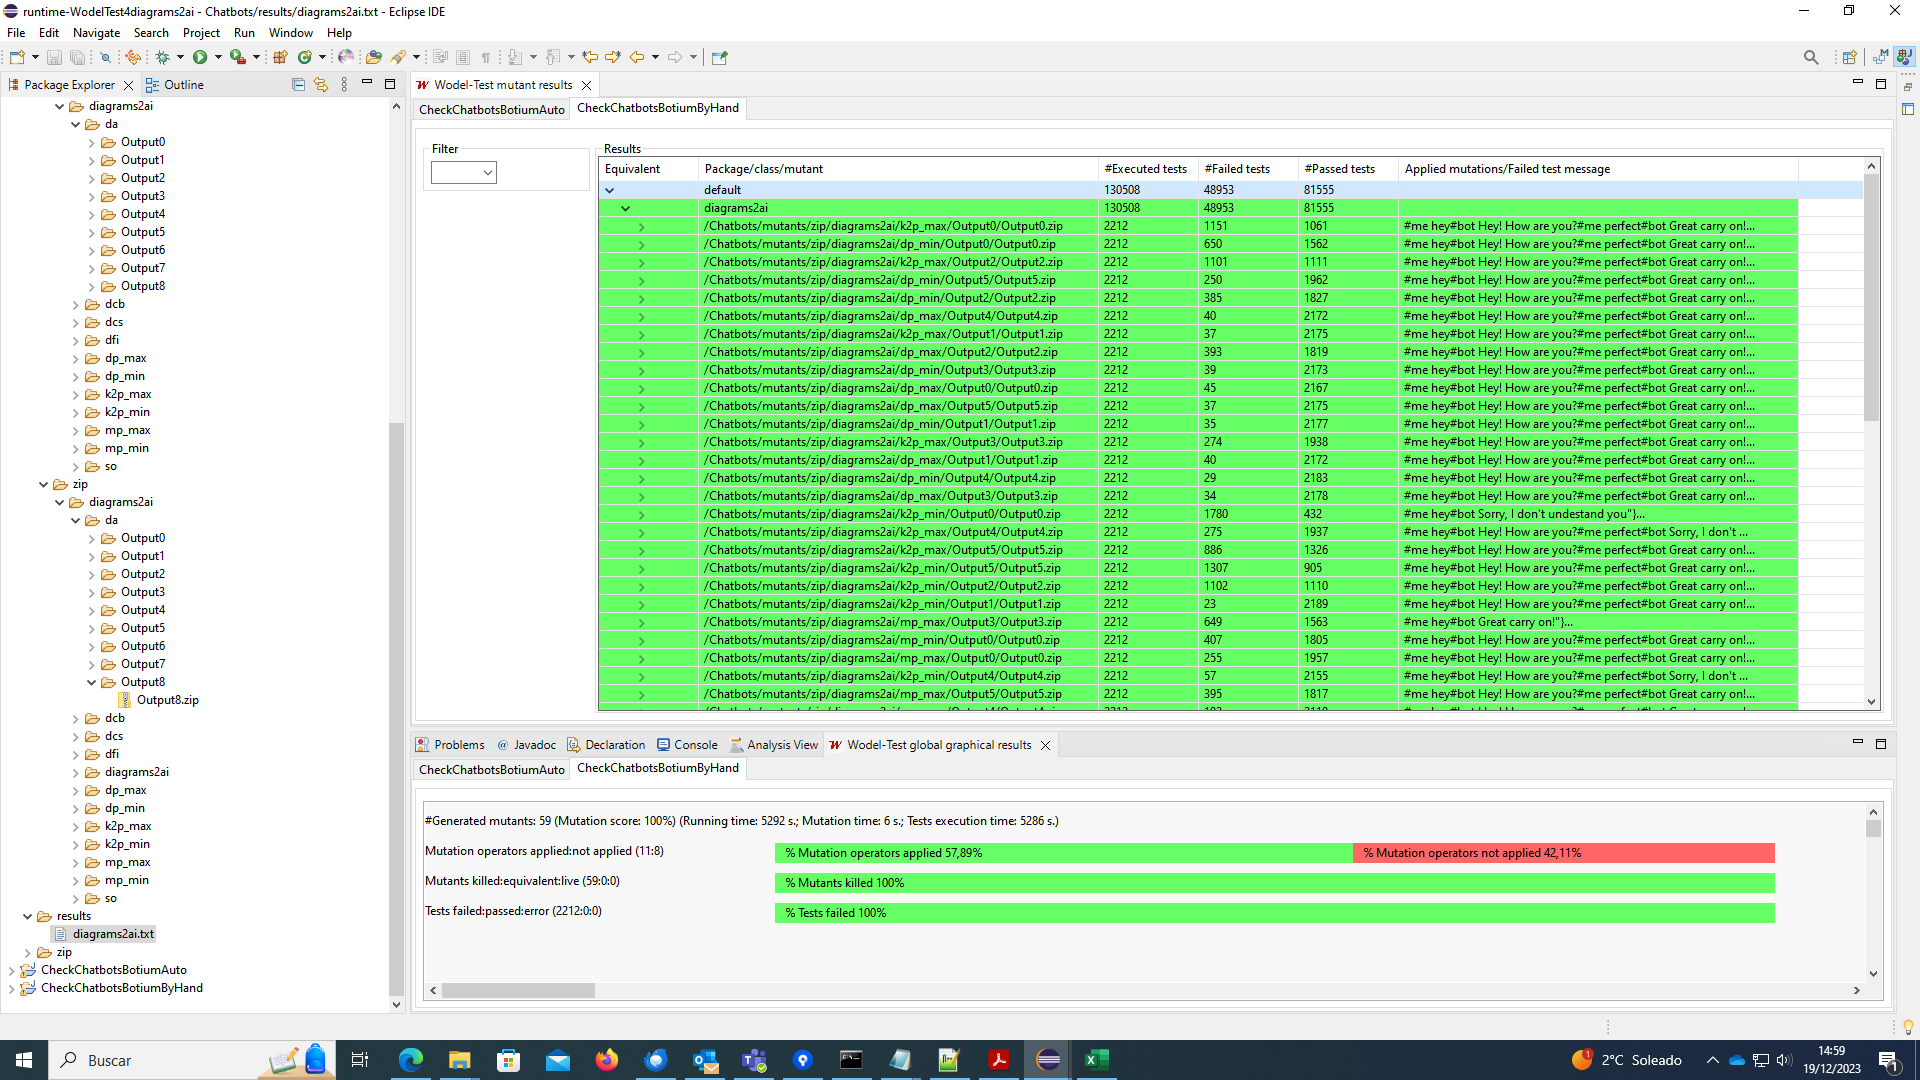 runtime-WodelTest4diagrams2ai - Chatbots/results/diagrams2ai.txt - Eclipse IDE
File Edit Navigate Search Project Run Window Help
Package Explorer Outline
diagrams2ai
da
Output0
Output1
Output2
Output3
Output4
Output5
Output6
Output7
Output8
dcb
dcs
dfi
dp_max
dp_min
k2p_max
k2p_min
mp_max
mp_min
so
zip
diagrams2ai
da
Output0
Output1
Output2
Output3
Output4
Output5
Output6
Output7
Output8
Output8.zip
dcb
dcs
dfi
diagrams2ai
dp_max
dp_min
k2p_max
k2p_min
mp_max
mp_min
so
results
diagrams2ai.txt
zip
CheckChatbotsBotiumAuto
CheckChatbotsBotiumByHand
Wodel-Test mutant results
CheckChatbotsBotiumAuto CheckChatbotsBotiumByHand
Filter
Results
Equivalent Package/class/mutant #Executed tests #Failed tests #Passed tests Applied mutations/Failed test message
default 130508 48953 81555
diagrams2ai 130508 48953 81555
/Chatbots/mutants/zip/diagrams2ai/k2p_max/Output0/Output0.zip 2212 1151 1061 #me hey#bot Hey! How are you?#me perfect#bot Great carry on!...
/Chatbots/mutants/zip/diagrams2ai/dp_min/Output0/Output0.zip 2212 650 1562 #me hey#bot Hey! How are you?#me perfect#bot Great carry on!...
/Chatbots/mutants/zip/diagrams2ai/k2p_max/Output2/Output2.zip 2212 1101 1111 #me hey#bot Hey! How are you?#me perfect#bot Great carry on!...
/Chatbots/mutants/zip/diagrams2ai/dp_min/Output5/Output5.zip 2212 250 1962 #me hey#bot Hey! How are you?#me perfect#bot Great carry on!...
/Chatbots/mutants/zip/diagrams2ai/dp_min/Output2/Output2.zip 2212 385 1827 #me hey#bot Hey! How are you?#me perfect#bot Great carry on!...
/Chatbots/mutants/zip/diagrams2ai/dp_max/Output4/Output4.zip 2212 40 2172 #me hey#bot Hey! How are you?#me perfect#bot Great carry on!...
/Chatbots/mutants/zip/diagrams2ai/k2p_max/Output1/Output1.zip 2212 37 2175 #me hey#bot Hey! How are you?#me perfect#bot Great carry on!...
/Chatbots/mutants/zip/diagrams2ai/dp_max/Output2/Output2.zip 2212 393 1819 #me hey#bot Hey! How are you?#me perfect#bot Great carry on!...
/Chatbots/mutants/zip/diagrams2ai/dp_min/Output3/Output3.zip 2212 39 2173 #me hey#bot Hey! How are you?#me perfect#bot Great carry on!...
/Chatbots/mutants/zip/diagrams2ai/dp_max/Output0/Output0.zip 2212 45 2167 #me hey#bot Hey! How are you?#me perfect#bot Great carry on!...
/Chatbots/mutants/zip/diagrams2ai/dp_max/Output5/Output5.zip 2212 37 2175 #me hey#bot Hey! How are you?#me perfect#bot Great carry on!...
/Chatbots/mutants/zip/diagrams2ai/dp_min/Output1/Output1.zip 2212 35 2177 #me hey#bot Hey! How are you?#me perfect#bot Great carry on!...
/Chatbots/mutants/zip/diagrams2ai/k2p_max/Output3/Output3.zip 2212 274 1938 #me hey#bot Hey! How are you?#me perfect#bot Great carry on!...
/Chatbots/mutants/zip/diagrams2ai/dp_max/Output1/Output1.zip 2212 40 2172 #me hey#bot Hey! How are you?#me perfect#bot Great carry on!...
/Chatbots/mutants/zip/diagrams2ai/dp_min/Output4/Output4.zip 2212 29 2183 #me hey#bot Hey! How are you?#me perfect#bot Great carry on!...
/Chatbots/mutants/zip/diagrams2ai/dp_max/Output3/Output3.zip 2212 34 2178 #me hey#bot Hey! How are you?#me perfect#bot Great carry on!...
/Chatbots/mutants/zip/diagrams2ai/k2p_min/Output0/Output0.zip 2212 1780 432 #me hey#bot Sorry, I don't undestand you"}...
/Chatbots/mutants/zip/diagrams2ai/k2p_max/Output4/Output4.zip 2212 275 1937 #me hey#bot Hey! How are you?#me perfect#bot Sorry, I don't ...
/Chatbots/mutants/zip/diagrams2ai/k2p_max/Output5/Output5.zip 2212 886 1326 #me hey#bot Hey! How are you?#me perfect#bot Great carry on!...
/Chatbots/mutants/zip/diagrams2ai/k2p_min/Output5/Output5.zip 2212 1307 905 #me hey#bot Hey! How are you?#me perfect#bot Great carry on!...
/Chatbots/mutants/zip/diagrams2ai/k2p_min/Output2/Output2.zip 2212 1102 1110 #me hey#bot Hey! How are you?#me perfect#bot Great carry on!...
/Chatbots/mutants/zip/diagrams2ai/k2p_min/Output1/Output1.zip 2212 23 2189 #me hey#bot Hey! How are you?#me perfect#bot Great carry on!...
/Chatbots/mutants/zip/diagrams2ai/mp_max/Output3/Output3.zip 2212 649 1563 #me hey#bot Great carry on!"}...
/Chatbots/mutants/zip/diagrams2ai/mp_min/Output0/Output0.zip 2212 407 1805 #me hey#bot Hey! How are you?#me perfect#bot Great carry on!...
/Chatbots/mutants/zip/diagrams2ai/mp_max/Output0/Output0.zip 2212 255 1957 #me hey#bot Hey! How are you?#me perfect#bot Great carry on!...
/Chatbots/mutants/zip/diagrams2ai/k2p_min/Output4/Output4.zip 2212 57 2155 #me hey#bot Hey! How are you?#me perfect#bot Sorry, I don't ...
/Chatbots/mutants/zip/diagrams2ai/mp_max/Output5/Output5.zip 2212 395 1817 #me hey#bot Hey! How are you?#me perfect#bot Great carry on!...
Problems Javadoc Declaration Console Analysis View Wodel-Test global graphical results
CheckChatbotsBotiumAuto CheckChatbotsBotiumByHand
#Generated mutants: 59 (Mutation score: 100%) (Running time: 5292 s.; Mutation time: 6 s.; Tests execution time: 5286 s.)
Mutation operators applied:not applied (11:8) % Mutation operators applied 57,89% % Mutation operators not applied 42,11%
Mutants killed:equivalent:live (59:0:0) % Mutants killed 100%
Tests failed:passed:error (2212:0:0) % Tests failed 100%
Buscar
2°C Soleado
14:59
19/12/2023